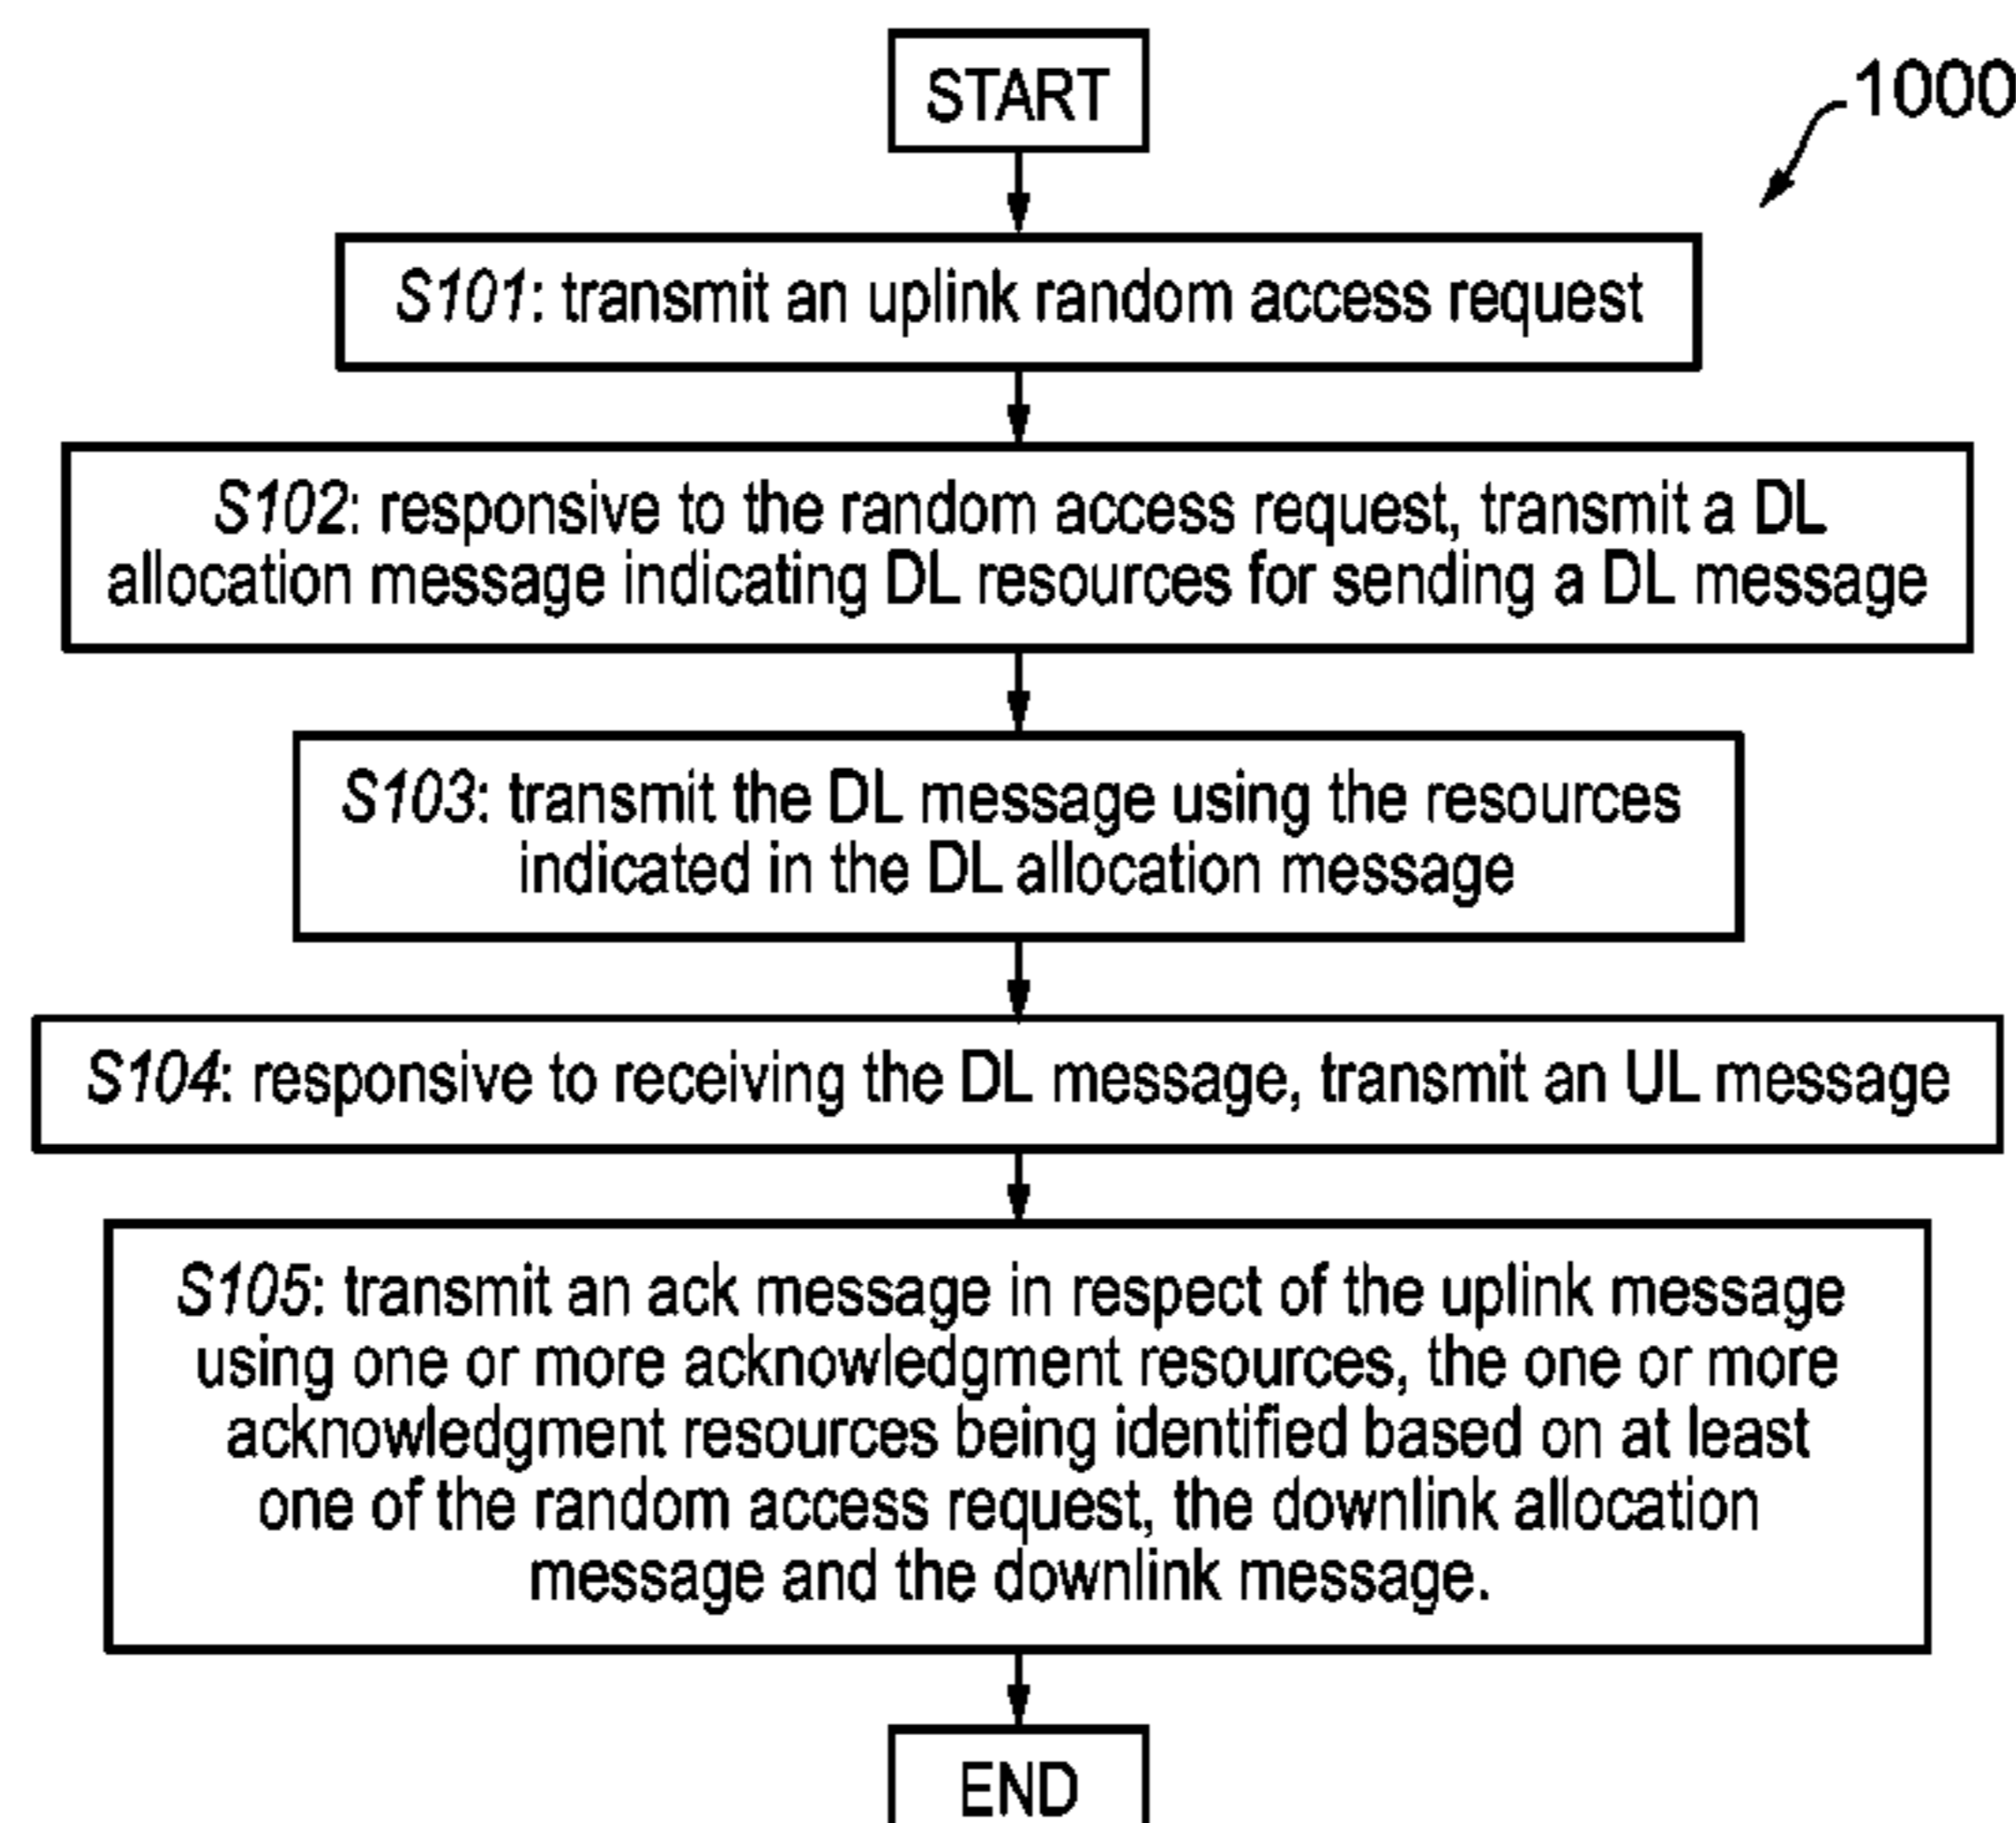 START
1000
S101: transmit an uplink random access request
S102: responsive to the random access request, transmit a DL
allocation message indicating DL resources for sending a DL message
S103: transmit the DL message using the resources
indicated in the DL allocation message
S104: responsive to receiving the DL message, transmit an UL message
S105: transmit an ack message in respect of the uplink message
using one or more acknowledgment resources, the one or more
acknowledgment resources being identified based on at least
one of the random access request, the downlink allocation
message and the downlink message.
END